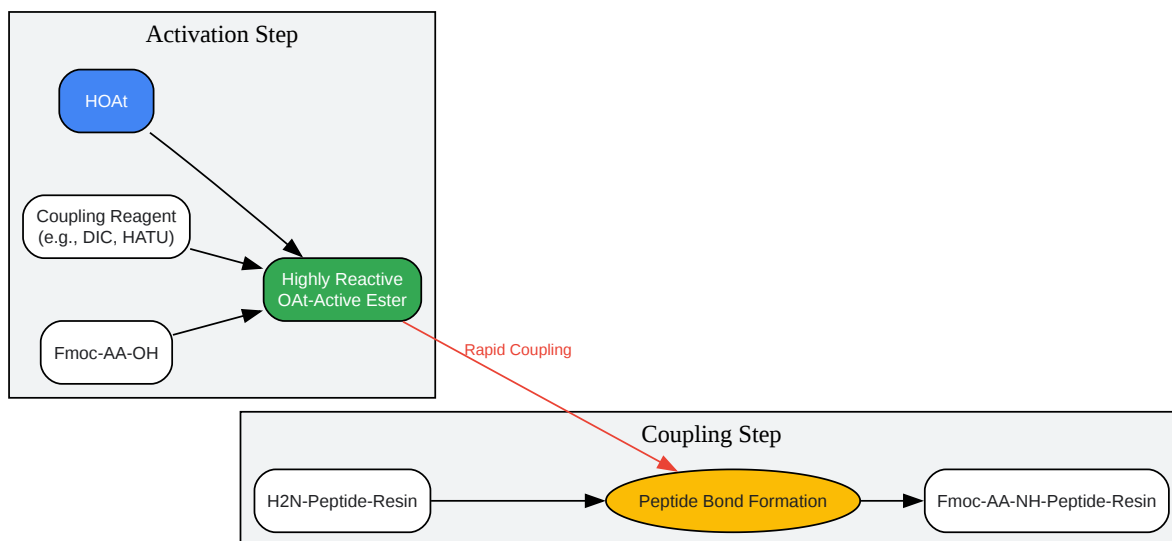 Activation Step
HOAt
Coupling Reagent
(e.g., DIC, HATU)
Highly Reactive
OAt-Active Ester
Fmoc-AA-OH
Rapid Coupling
Coupling Step
H2N-Peptide-Resin
Peptide Bond Formation
Fmoc-AA-NH-Peptide-Resin